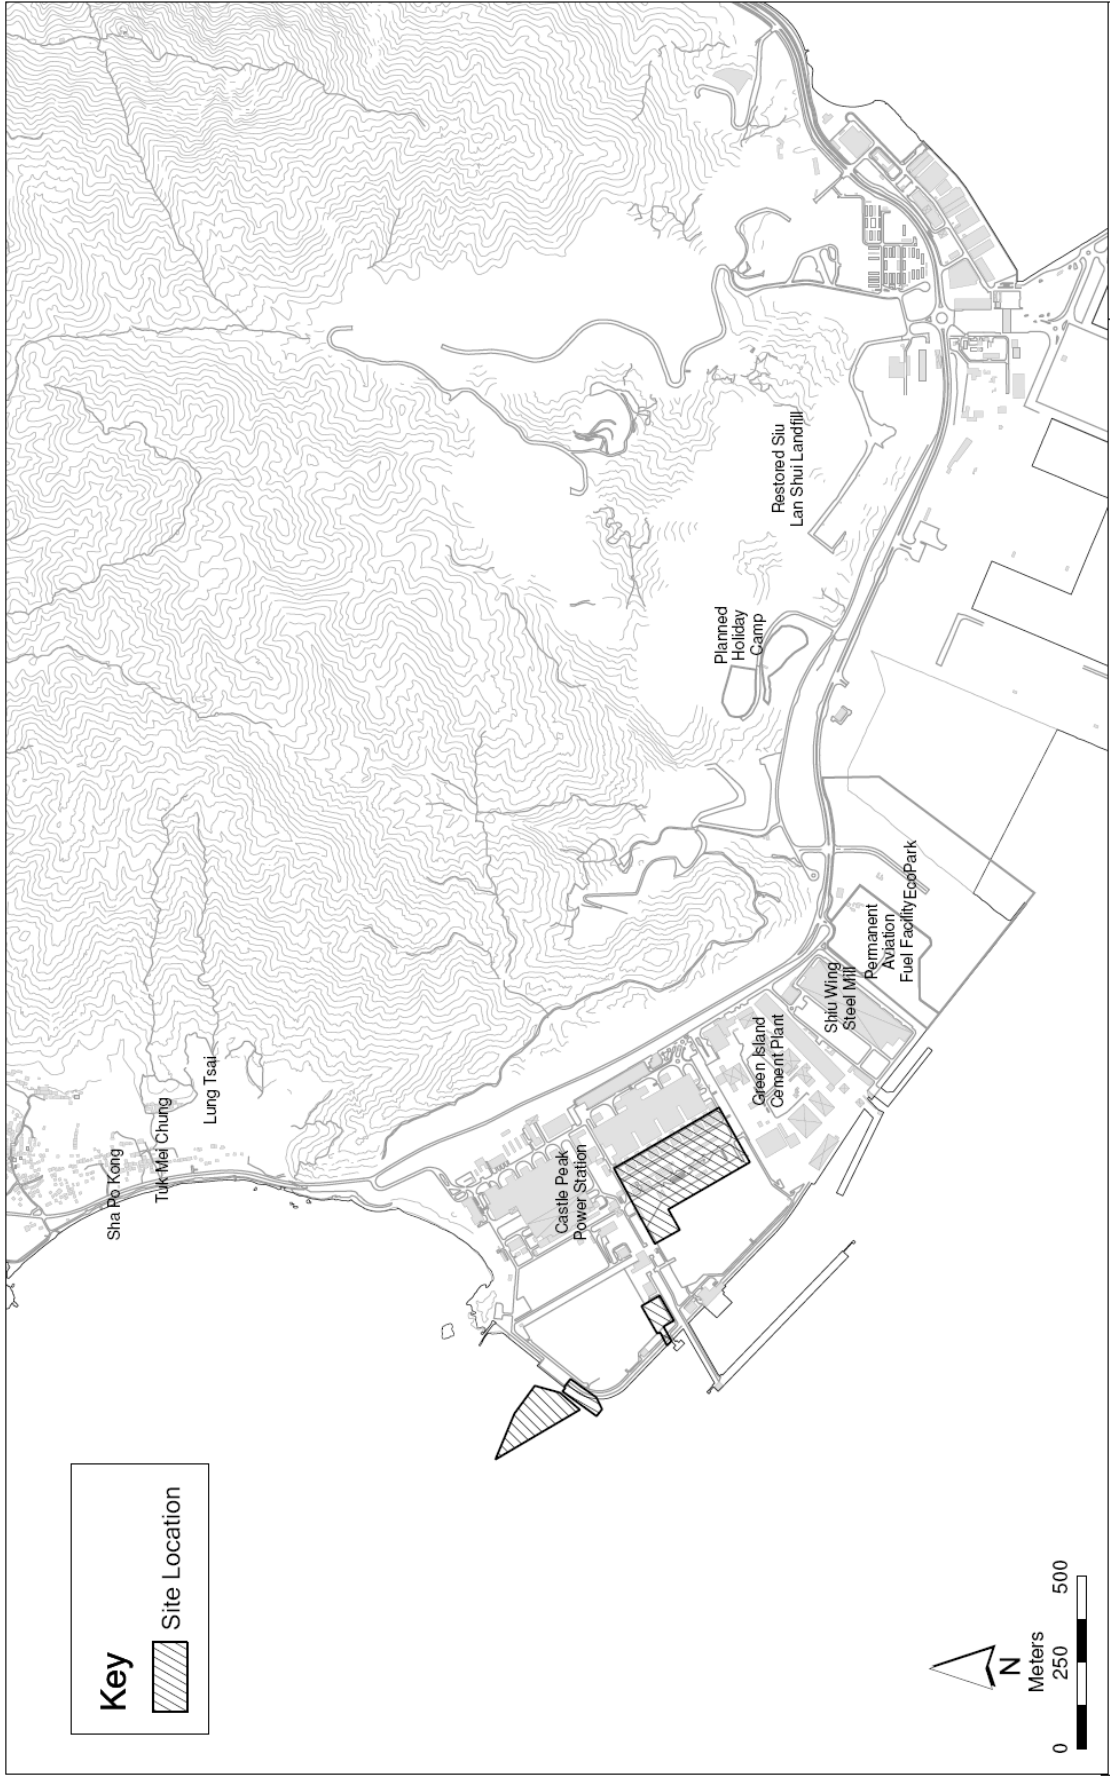 Key
Site Location
Sha Po Kong
Tuk Mei Chung
Lung Tsai
Castle Peak
Power Station
Green Island
Cement Plant
Shiu Wing
Steel Mill
Permanent
Aviation
Fuel Facility
EcoPark
Planned
Holiday
Camp
Restored Siu
Lan Shui Landfill
N
Meters
0 250 500